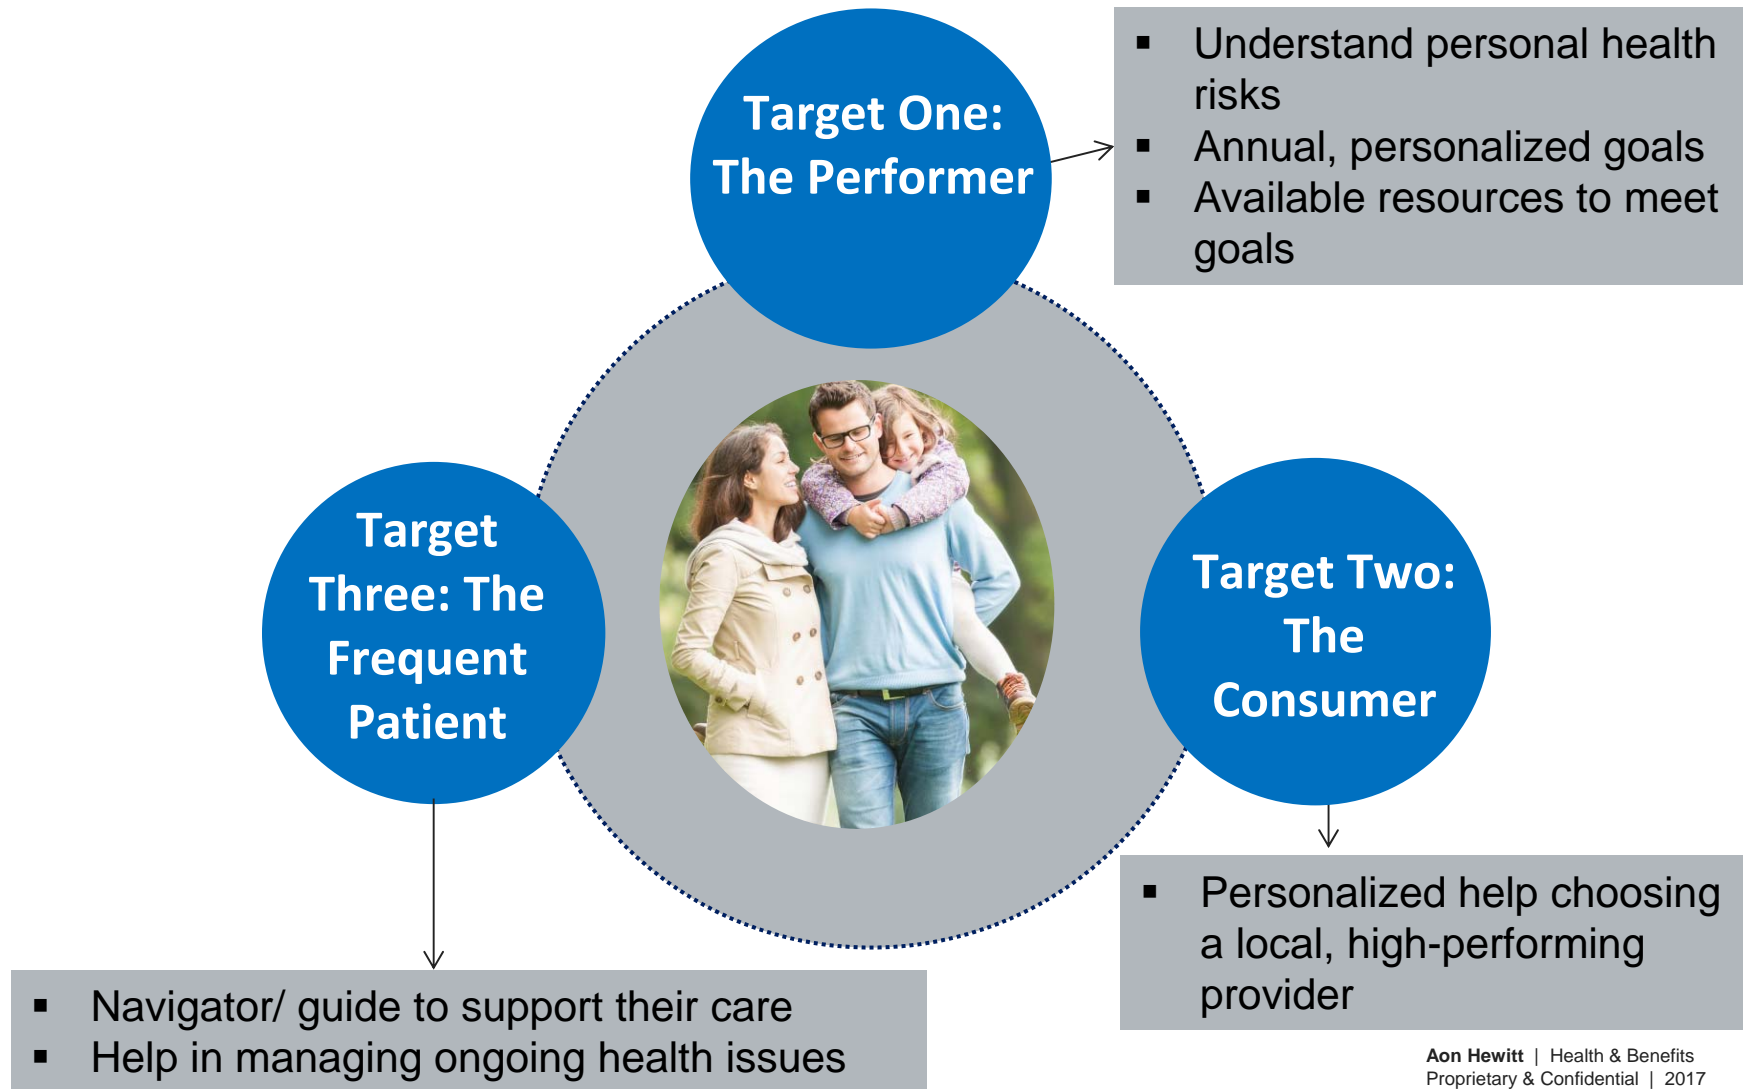 Target One:
The Performer
▪ Understand personal health
risks
▪ Annual, personalized goals
▪ Available resources to meet
goals
Target
Three: The
Frequent
Patient
Target Two:
The
Consumer
▪ Personalized help choosing
a local, high-performing
provider
▪ Navigator/ guide to support their care
▪ Help in managing ongoing health issues
Aon Hewitt | Health & Benefits
Proprietary & Confidential | 2017